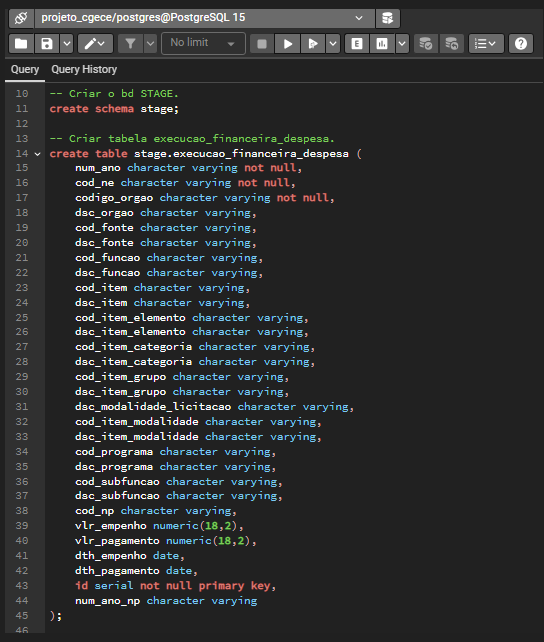 projeto_cgece/postgres@PostgreSQL 15
No limit
E
?
Query Query History
10 -- Criar o bd STAGE.
11 create schema stage;
12
13 -- Criar tabela execucao_financeira_despesa.
14 create table stage.execucao_financeira_despesa (
15 num_ano character varying not null,
16 cod_ne character varying not null,
17 codigo_orgao character varying not null,
18 dsc_orgao character varying,
19 cod_fonte character varying,
20 dsc_fonte character varying,
21 cod_funcao character varying,
22 dsc_funcao character varying,
23 cod_item character varying,
24 dsc_item character varying,
25 cod_item_elemento character varying,
26 dsc_item_elemento character varying,
27 cod_item_categoria character varying,
28 dsc_item_categoria character varying,
29 cod_item_grupo character varying,
30 dsc_item_grupo character varying,
31 dsc_modalidade_licitacao character varying,
32 cod_item_modalidade character varying,
33 dsc_item_modalidade character varying,
34 cod_programa character varying,
35 dsc_programa character varying,
36 cod_subfuncao character varying,
37 dsc_subfuncao character varying,
38 cod_np character varying,
39 vlr_empenho numeric(18,2),
40 vlr_pagamento numeric(18,2),
41 dth_empenho date,
42 dth_pagamento date,
43 id serial not null primary key,
44 num_ano_np character varying
45 );
46